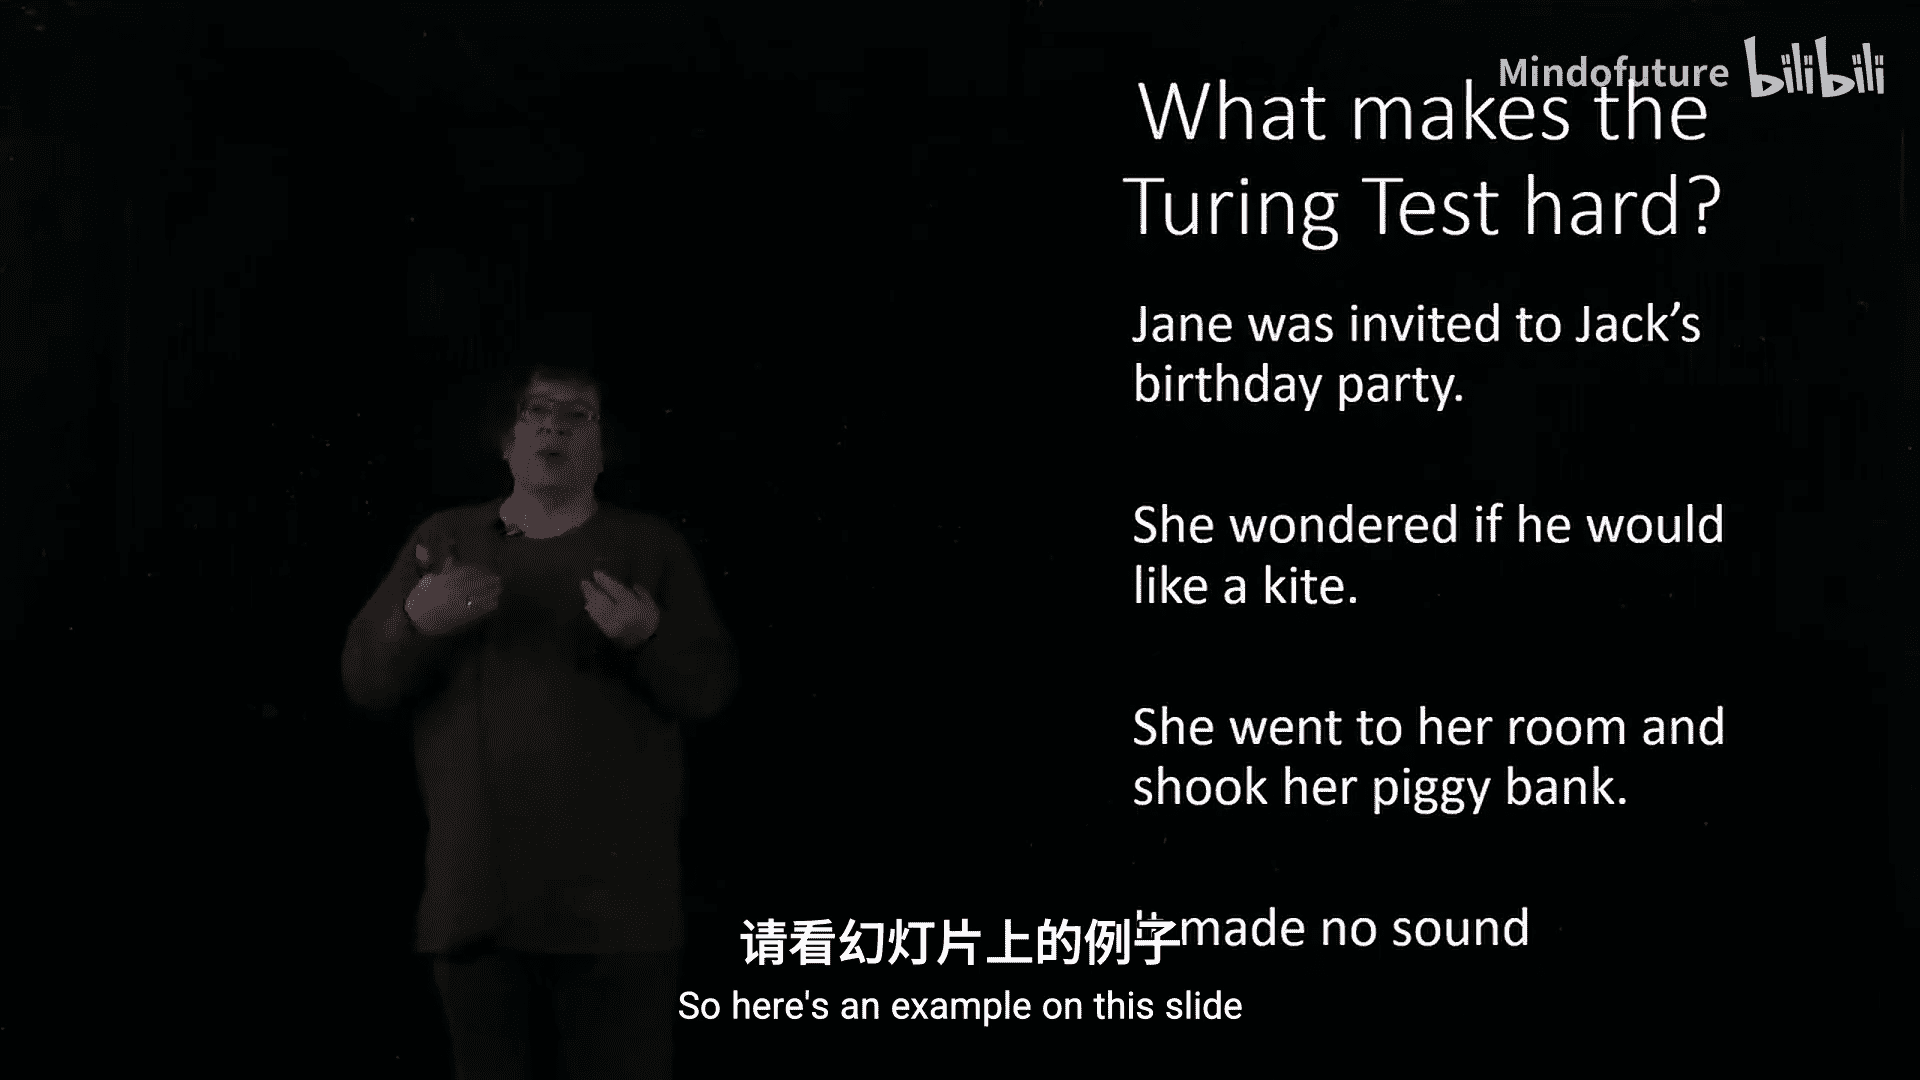 Mindofuture bilibili
What makes the
Turing Test hard?
Jane was invited to Jack's
birthday party.
She wondered if he would
like a kite.
She went to her room and
shook her piggy bank.
made no sound
请看幻灯片上的例子
So here's an example on this slide